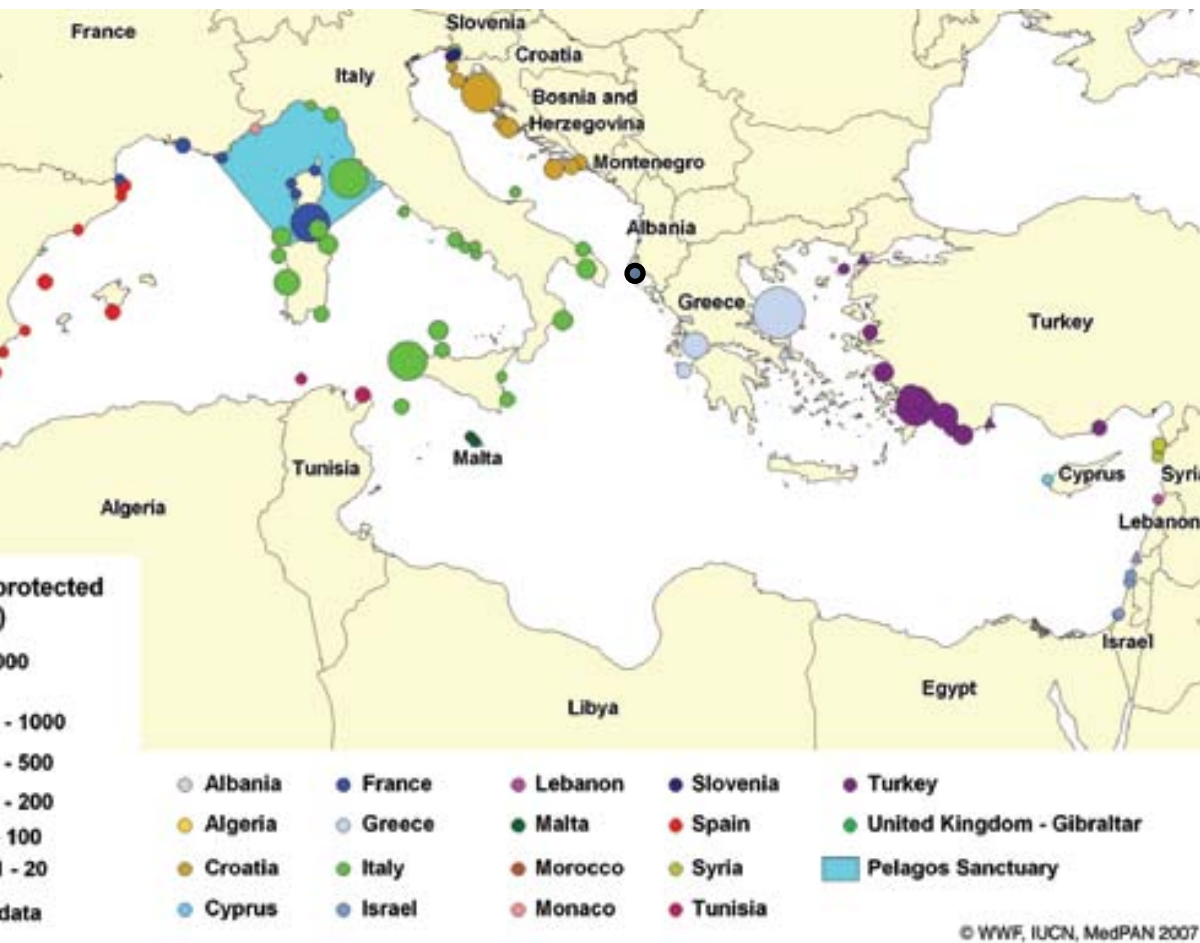 Slovenia
France
Croatia
Italy
Bosnia and
Herzegovina
Montenegro
Albania
Greece
Turkey
Malta
Tunisia
Cyprus
Syria
Algeria
Lebanon
Israel
Egypt
Libya
protected
)
000
- 1000
- 500
- 200
100
- 20
data
Albania France Lebanon Slovenia Turkey
Algeria Greece Malta Spain United Kingdom - Gibraltar
Croatia Italy Morocco Syria Pelagos Sanctuary
Cyprus Israel Monaco Tunisia
© WWF, IUCN, MedPAN 2007